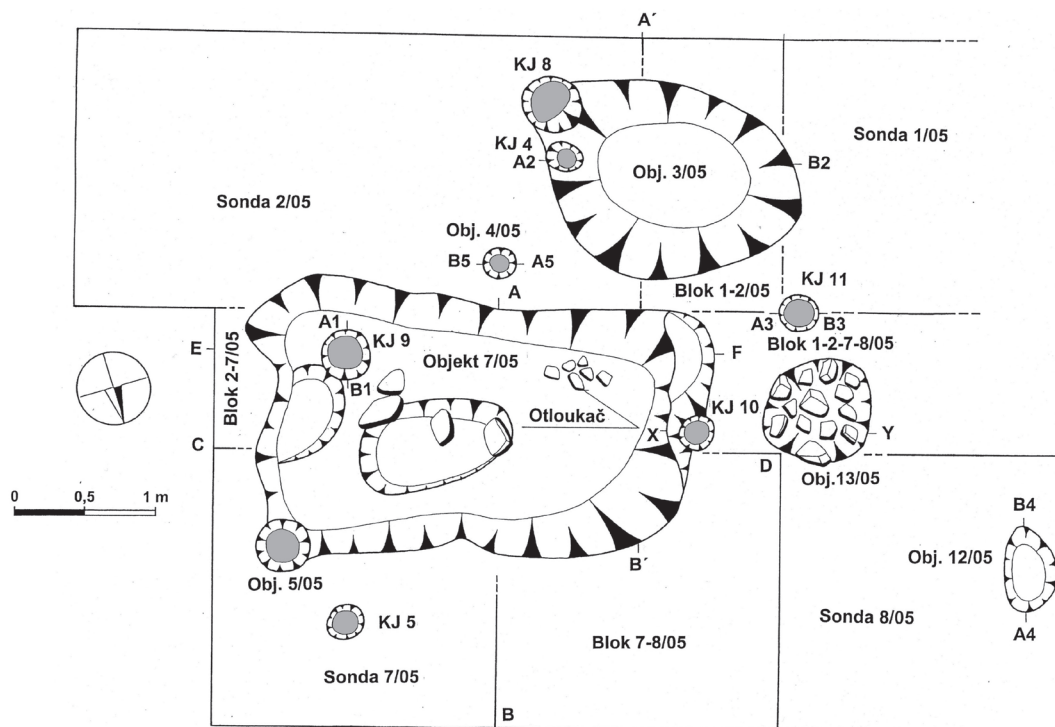 A´
KJ 8
Sonda 1/05
KJ 4
A2
Obj. 3/05
B2
Sonda 2/05
Obj. 4/05
B5
A5
A
Blok 1-2/05
KJ 11
A3
B3
Blok 1-2-7-8/05
A1
KJ 9
Objekt 7/05
E
Blok 2-7/05
F
B1
KJ 10
Otloukač
X
Y
C
D
Obj.13/05
0
0,5
1 m
B4
B´
Obj. 12/05
Obj. 5/05
KJ 5
Sonda 8/05
A4
Blok 7-8/05
Sonda 7/05
B